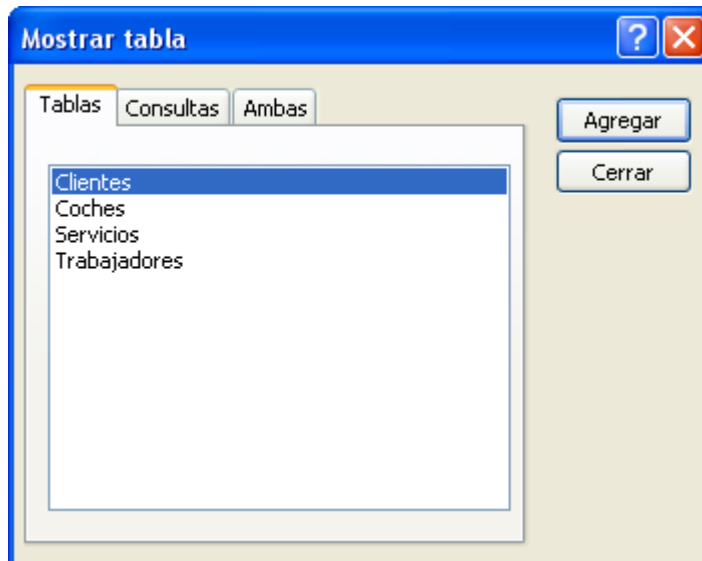 Mostrar tabla
Tablas Consultas Ambas
Agregar
Cerrar
Clientes
Coches
Servicios
Trabajadores